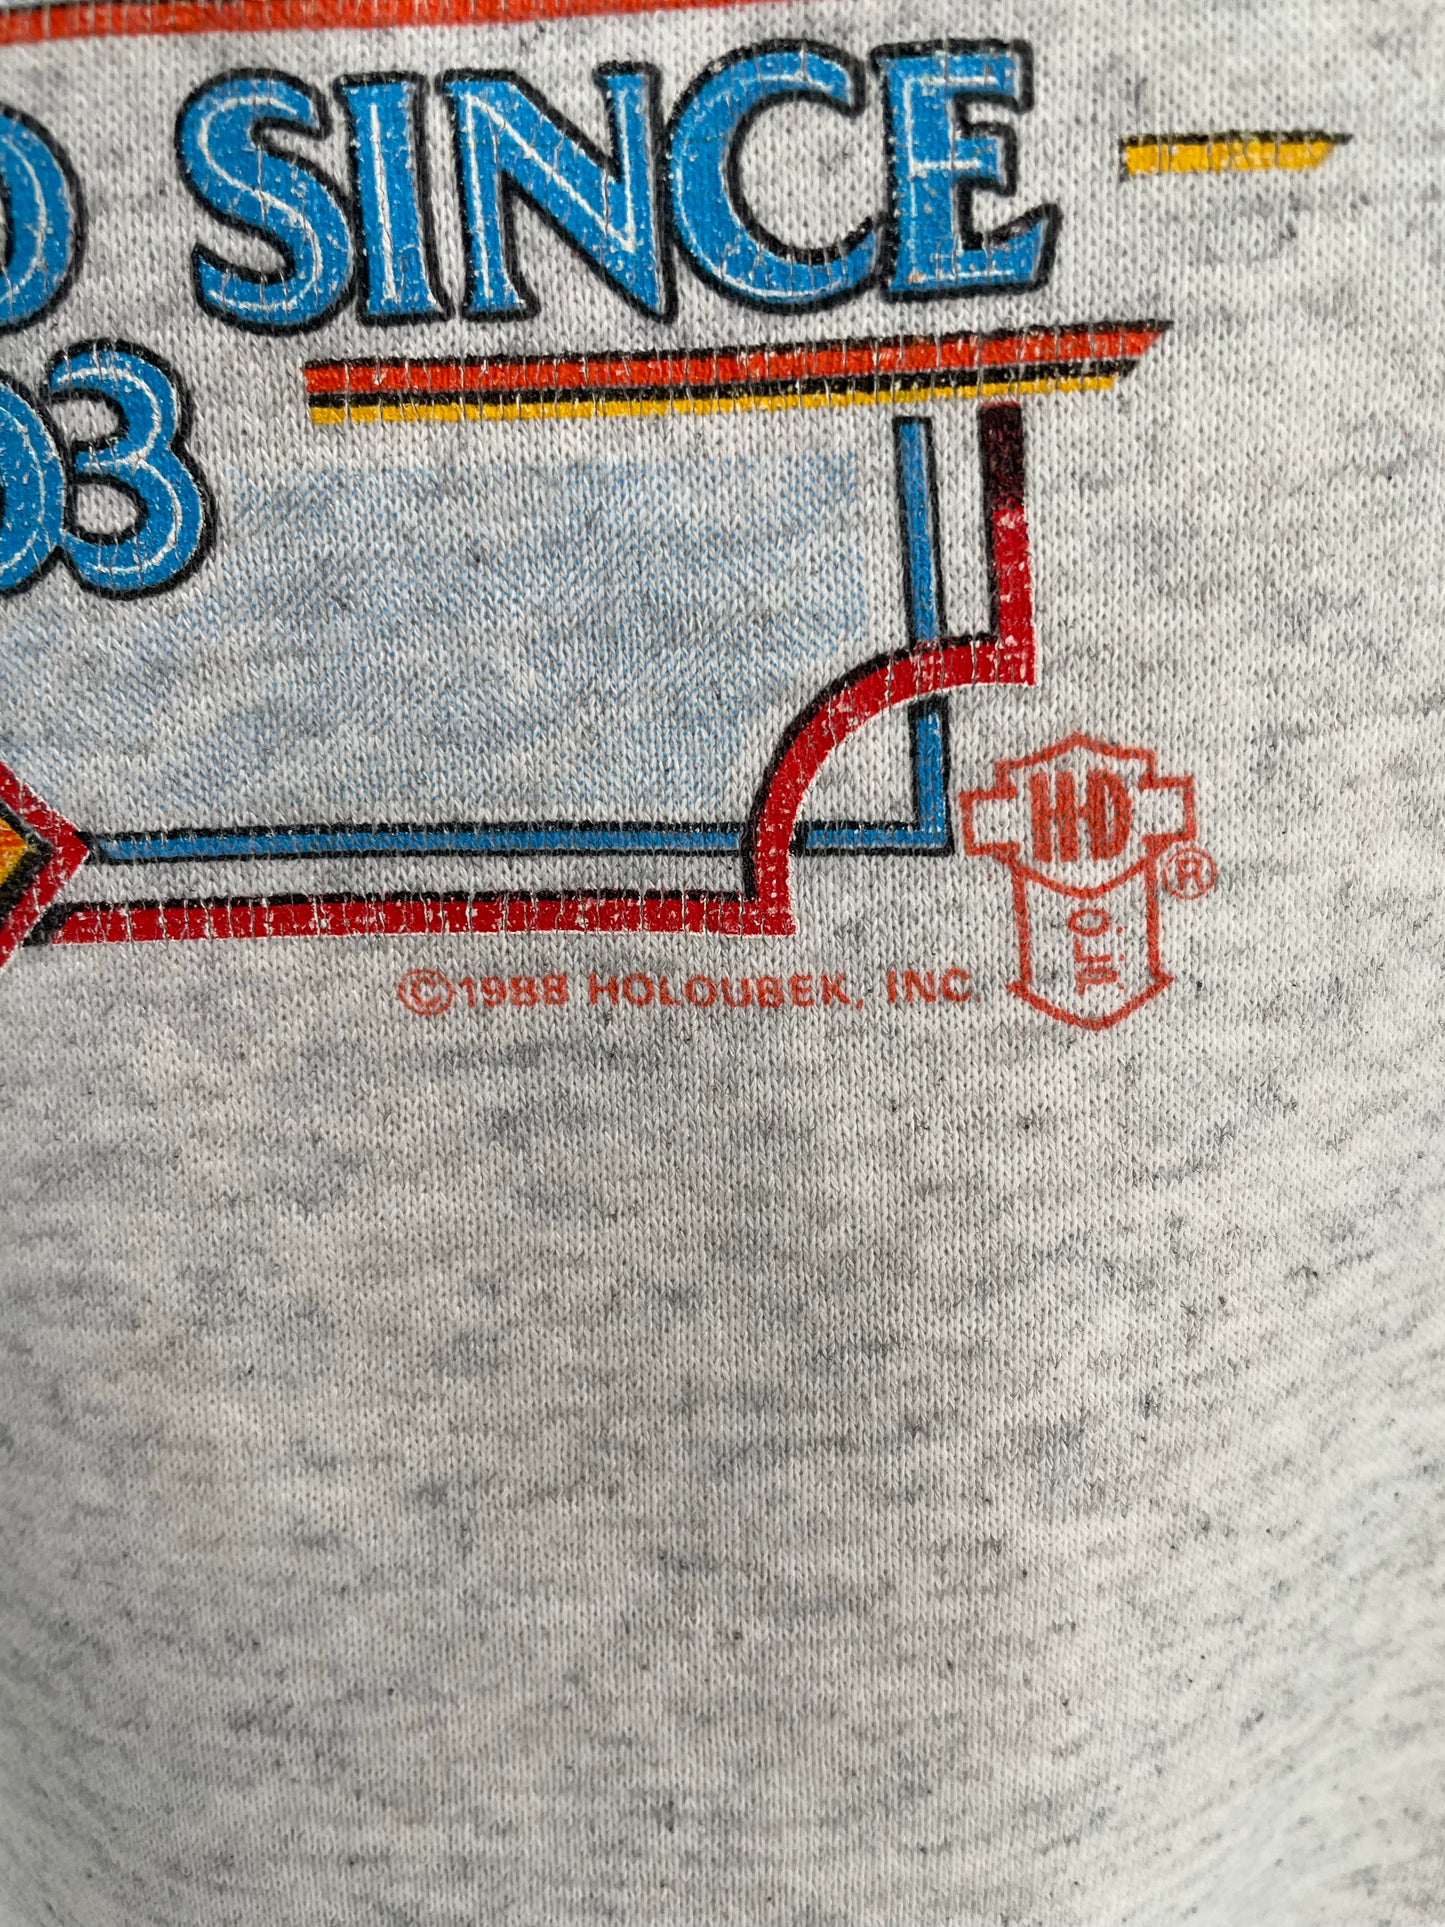 D SINCE
03
H-D
®
©1988 HOLOUBEK, INC.